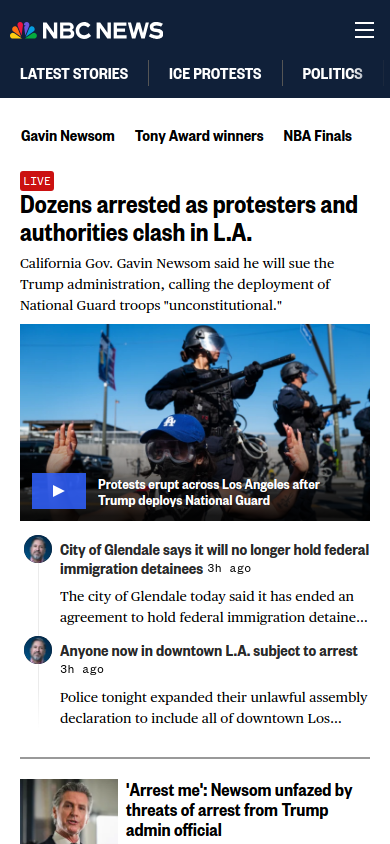 NBC NEWS
LATEST STORIES
ICE PROTESTS
POLITICS
Gavin Newsom
Tony Award winners
NBA Finals
LIVE
Dozens arrested as protesters and
authorities clash in L.A.
California Gov. Gavin Newsom said he will sue the
Trump administration, calling the deployment of
National Guard troops "unconstitutional."
LA
Protests erupt across Los Angeles after
Trump deploys National Guard
City of Glendale says it will no longer hold federal
immigration detainees 3h ago
The city of Glendale today said it has ended an
agreement to hold federal immigration detaine...
Anyone now in downtown L.A. subject to arrest
3h ago
Police tonight expanded their unlawful assembly
declaration to include all of downtown Los...
'Arrest me': Newsom unfazed by
threats of arrest from Trump
admin official